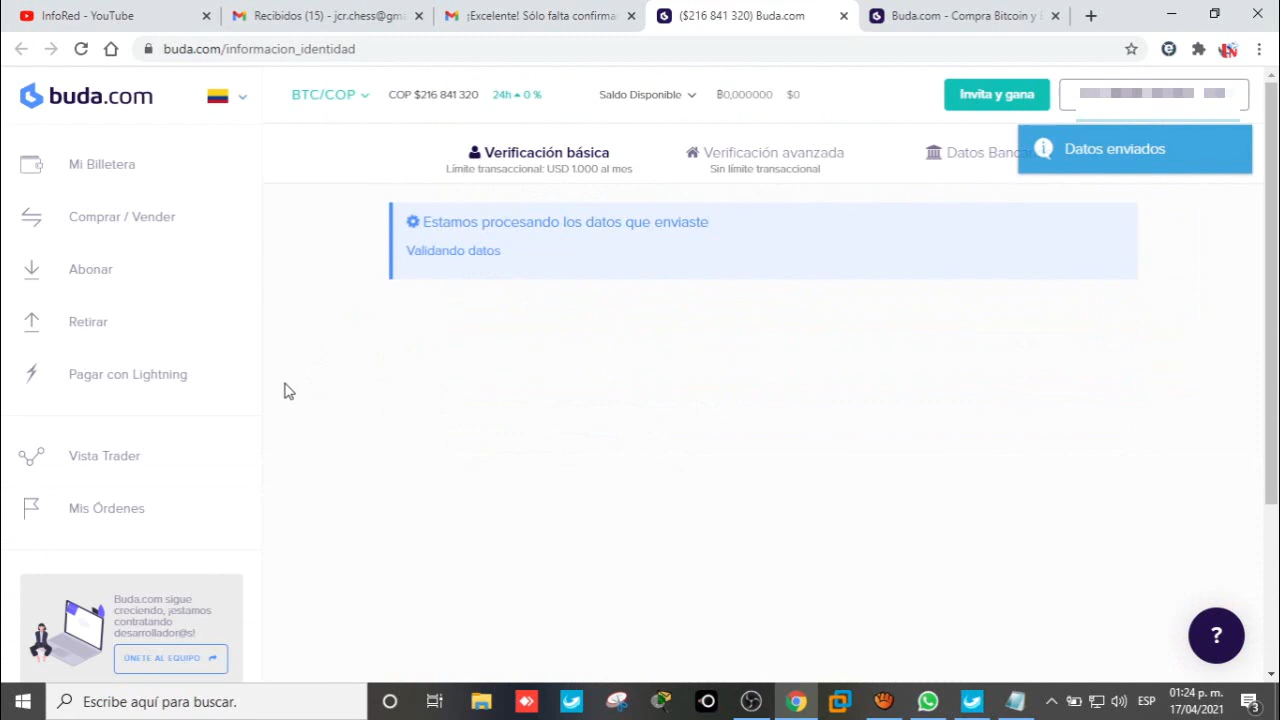 InfoRed - YouTube
Recibidos (15) - jcr.chess@gma
¡Excelente! Sólo falta confirma
($216 841 320) Buda.com
Buda.com - Compra Bitcoin y
buda.com/informacion_identidad
buda.com
BTC/COP
COP $216 841 320
24h 0 %
Saldo Disponible
฿0,000000
$0
Invita y gana
Mi Billetera
Comprar / Vender
Abonar
Retirar
Pagar con Lightning
Vista Trader
Mis Órdenes
Verificación básica
Límite transaccional: USD 1.000 al mes
Verificación avanzada
Sin límite transaccional
Datos Bancar
Datos enviados
Estamos procesando los datos que enviaste
Validando datos
Buda.com sigue
creciendo, ¡estamos
contratando
desarrollador@s!
ÚNETE AL EQUIPO
?
Escribe aquí para buscar.
ESP
01:24 p. m.
17/04/2021
3